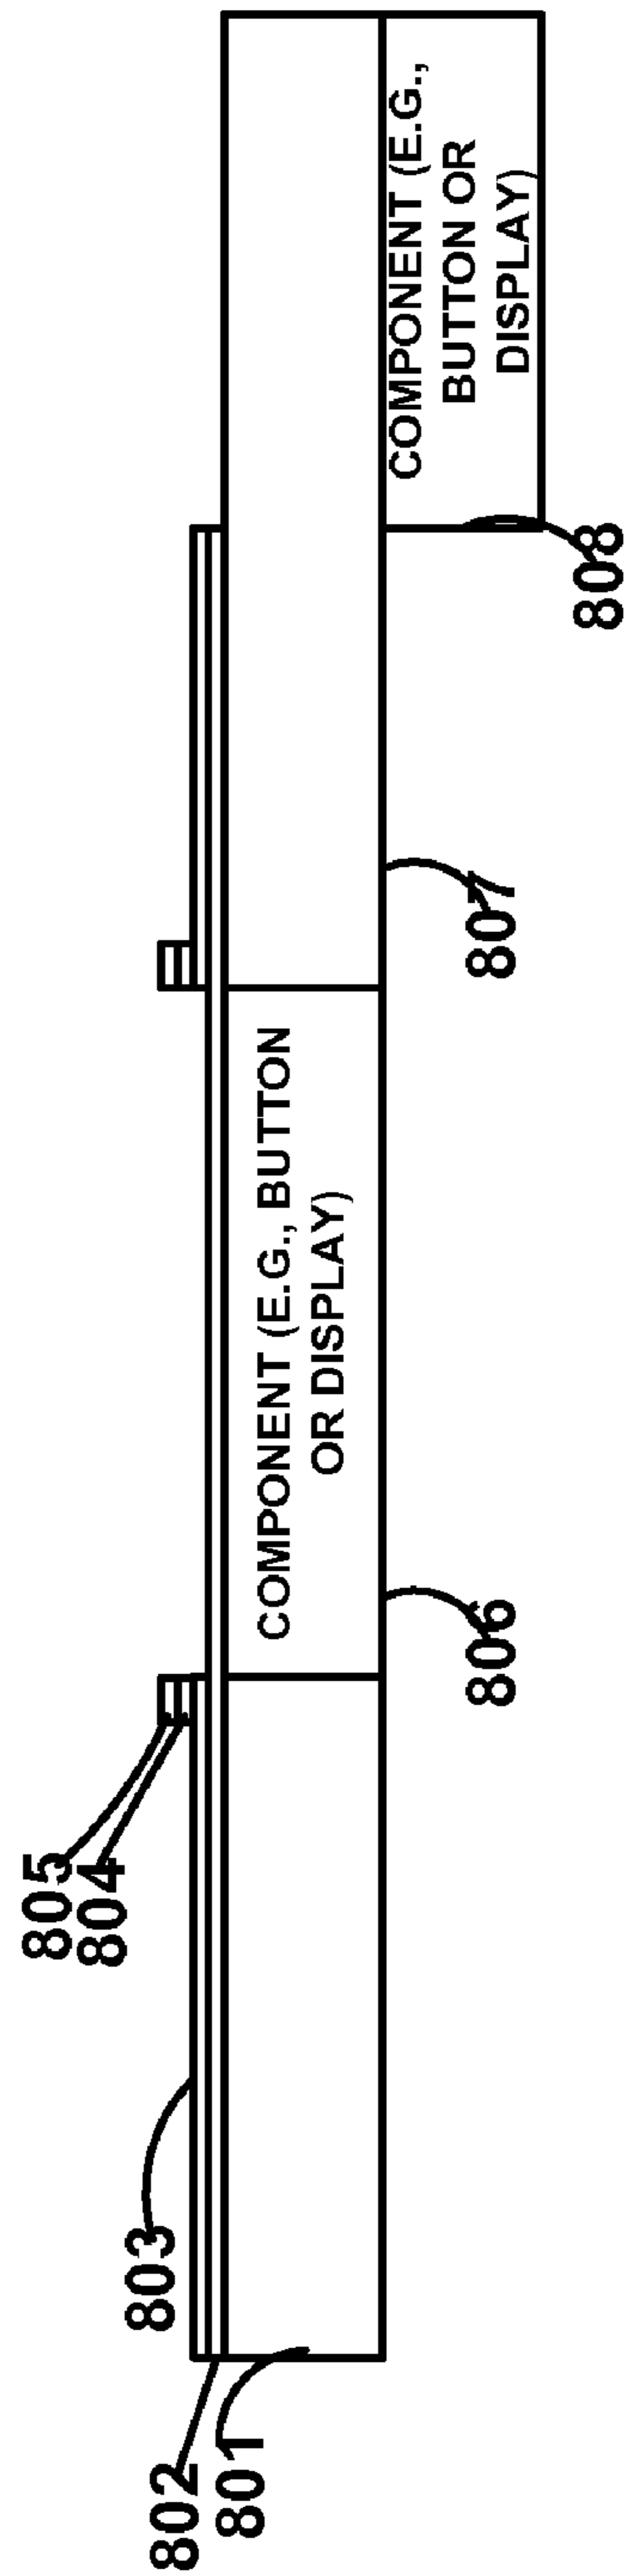 805
804
803
802
801
COMPONENT (E.G., BUTTON
OR DISPLAY)
COMPONENT (E.G.,
BUTTON OR
DISPLAY)
806
807
808